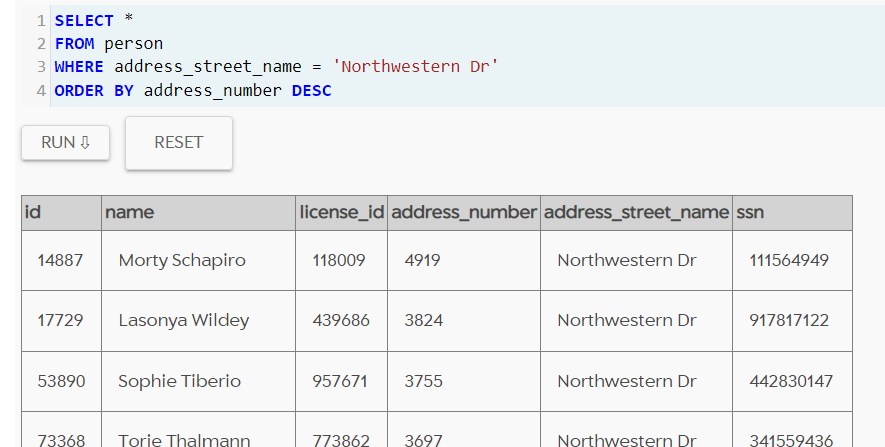 1 SELECT *
2 FROM person
3 WHERE address_street_name = 'Northwestern Dr'
4 ORDER BY address_number DESC
RUN ⇩ RESET
id name license_id address_number address_street_name ssn
14887 Morty Schapiro 118009 4919 Northwestern Dr 111564949
17729 Lasonya Wildey 439686 3824 Northwestern Dr 917817122
53890 Sophie Tiberio 957671 3755 Northwestern Dr 442830147
73368 Torie Thalmann 773862 3697 Northwestern Dr 341559436